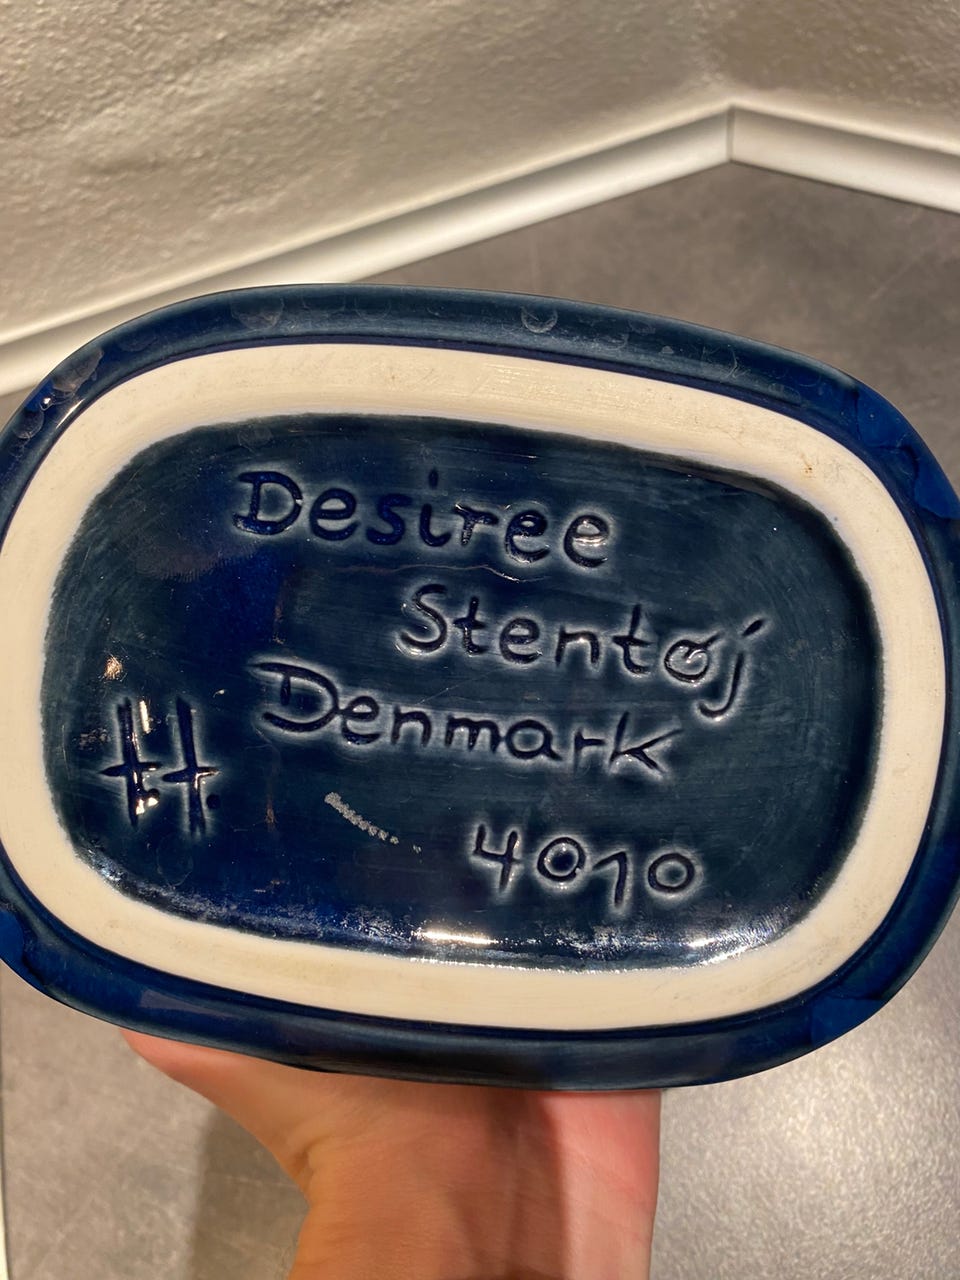 Desiree
Stentøj
Denmark
H.
4010